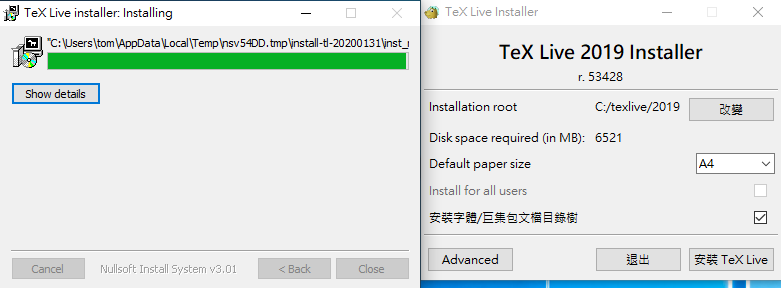 TeX Live installer: Installing
"C:\Users\tom\AppData\Local\Temp\nsv54DD.tmp\install-tl-20200131\inst_r
Show details
Cancel
Nullsoft Install System v3.01
< Back
Close
TeX Live Installer
TeX Live 2019 Installer
r. 53428
Installation root
C:/texlive/2019
改變
Disk space required (in MB):
6521
Default paper size
A4
Install for all users
安裝字體/巨集包文檔目錄樹
Advanced
退出
安裝 TeX Live